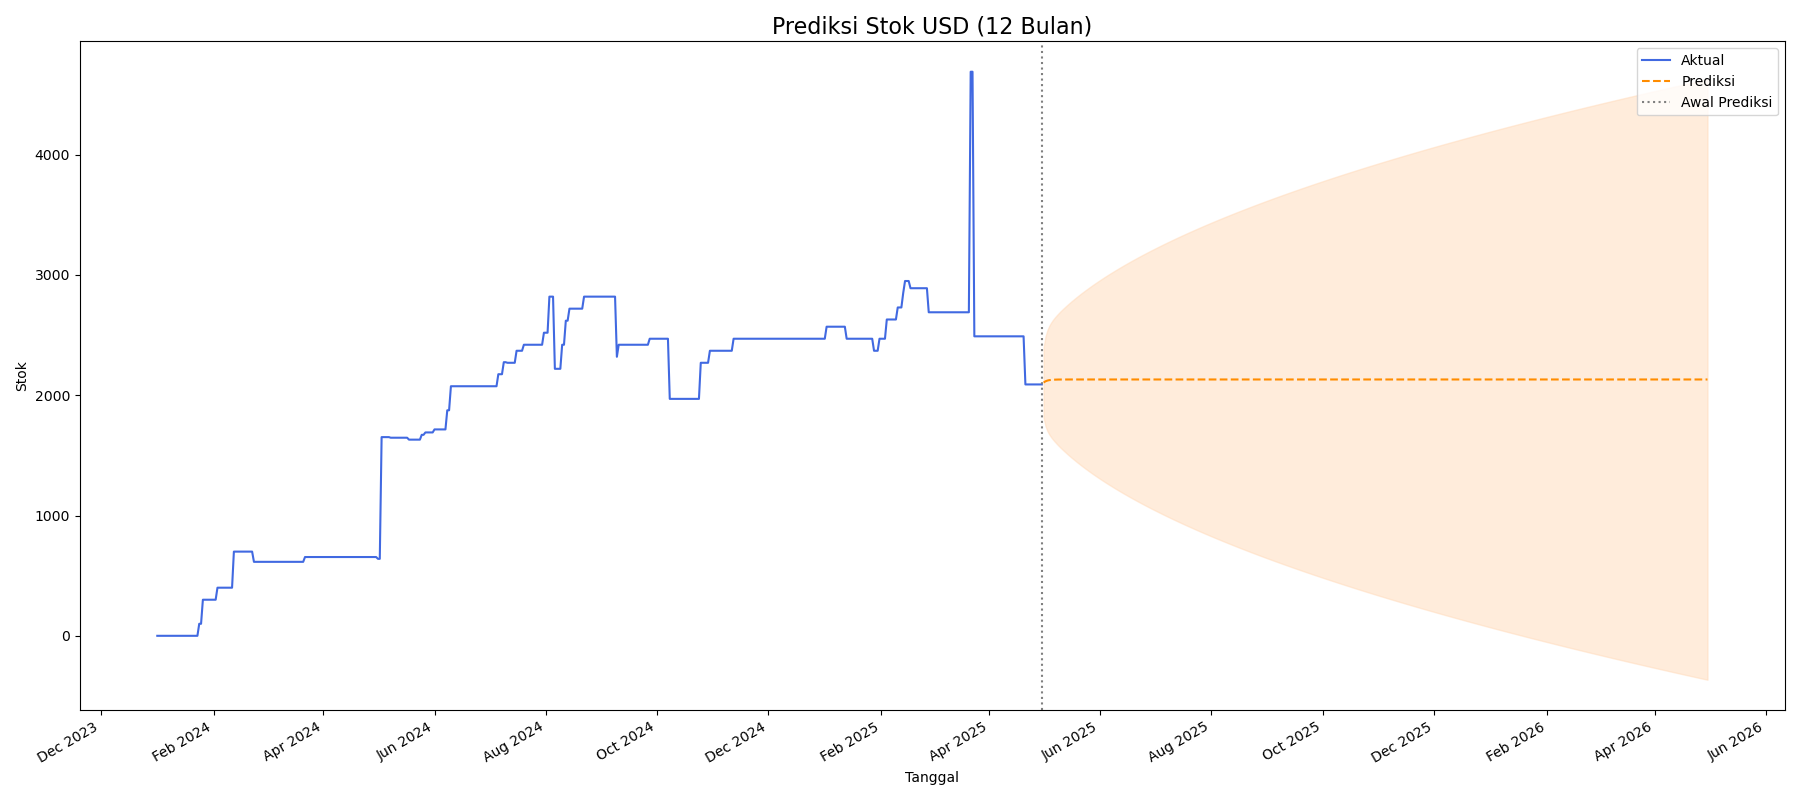 Prediksi Stok USD (12 Bulan)
Aktual
Prediksi
Awal Prediksi
4000
3000
2000
1000
0
Stok
Dec 2023
Feb 2024
Apr 2024
Jun 2024
Aug 2024
Oct 2024
Dec 2024
Feb 2025
Apr 2025
Jun 2025
Aug 2025
Oct 2025
Dec 2025
Feb 2026
Apr 2026
Jun 2026
Tanggal